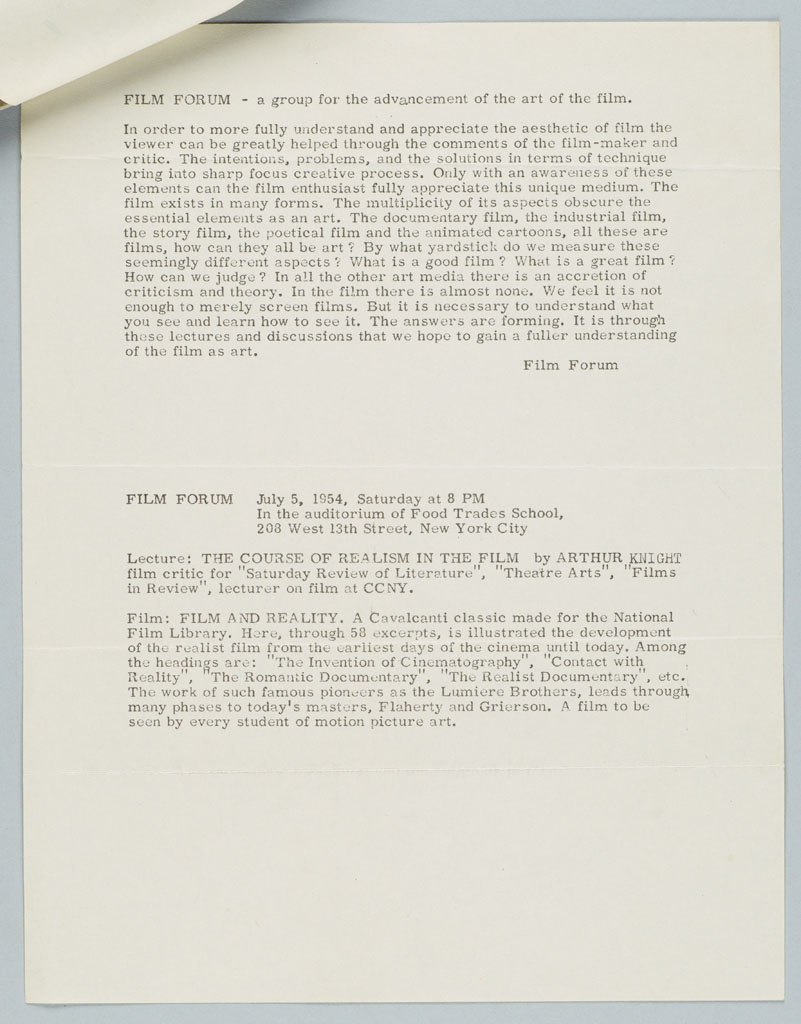 FILM FORUM - a group for the advancement of the art of the film.
In order to more fully understand and appreciate the aesthetic of film the
viewer can be greatly helped through the comments of the film-maker and
critic. The intentions, problems, and the solutions in terms of technique
bring into sharp focus creative process. Only with an awareness of these
elements can the film enthusiast fully appreciate this unique medium. The
film exists in many forms. The multiplicity of its aspects obscure the
essential elements as an art. The documentary film, the industrial film,
the story film, the poetical film and the animated cartoons, all these are
films, how can they all be art ? By what yardstick do we measure these
seemingly different aspects ? What is a good film ? What is a great film ?
How can we judge ? In all the other art media there is an accretion of
criticism and theory. In the film there is almost none. We feel it is not
enough to merely screen films. But it is necessary to understand what
you see and learn how to see it. The answers are forming. It is through
these lectures and discussions that we hope to gain a fuller understanding
of the film as art.
Film Forum
FILM FORUM July 5, 1954, Saturday at 8 PM
In the auditorium of Food Trades School,
208 West 13th Street, New York City
Lecture: THE COURSE OF REALISM IN THE FILM by ARTHUR KNIGHT
film critic for "Saturday Review of Literature", "Theatre Arts", "Films
in Review", lecturer on film at CCNY.
Film: FILM AND REALITY. A Cavalcanti classic made for the National
Film Library. Here, through 58 excerpts, is illustrated the development
of the realist film from the earliest days of the cinema until today. Among
the headings are: "The Invention of Cinematography", "Contact with
Reality", "The Romantic Documentary", "The Realist Documentary", etc.
The work of such famous pioneers as the Lumiere Brothers, leads through
many phases to today's masters, Flaherty and Grierson. A film to be
seen by every student of motion picture art.